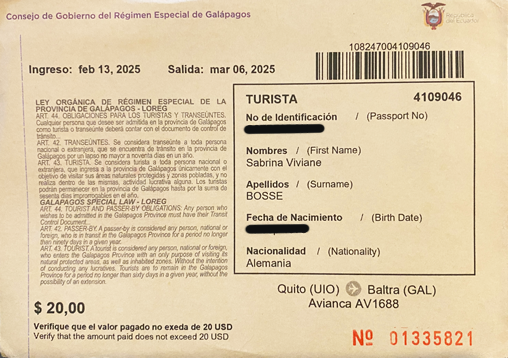 Consejo de Gobierno del Régimen Especial de Galápagos
República
del Ecuador
108247004109046
Ingreso: feb 13, 2025 Salida: mar 06, 2025
LEY ORGÁNICA DE RÉGIMEN ESPECIAL DE LA
PROVINCIA DE GALÁPAGOS - LOREG
ART. 44. OBLIGACIONES PARA LOS TURISTAS Y TRANSEÚNTES.
Cualquier persona que desee ser admitida en la provincia de Galápagos
como turista o transeúnte deberá contar con el documento de control de
tránsito.
ART. 42. TRANSEÚNTES. Se considera transeúnte a toda persona
nacional o extranjera, que se encuentra de tránsito en la provincia de
Galápagos por un lapso no mayor a noventa días en un año.
ART. 43. TURISTA. Se considera turista a toda persona nacional o
extranjera, que ingresa a la provincia de Galápagos únicamente con el
objetivo de visitar sus áreas naturales protegidas y zonas pobladas, y no
realiza dentro de las mismas, actividad lucrativa alguna. Los turistas
podrán permanecer en la provincia de Galápagos hasta por la suma de
sesenta días improrrogables en el año.
GALAPAGOS SPECIAL LAW - LOREG
ART. 44. TOURIST AND PASSER-BY OBLIGATIONS: Any person who
wishes to be admitted in the Galapagos Province must have their Transit
Control Document.
ART. 42. PASSER-BY. A passer-by is considered any person, national or
foreign, who is in transit in the Galapagos Province for a period no longer
than ninety days in a given year.
ART. 43. TOURIST. A tourist is considered any person, national or foreign,
who enters the Galapagos Province with an only purpose of visiting its
natural protected areas, as well as inhabited zones. Without the intention
of conducting any lucratives. Tourists are to remain in the Galapagos
Province for a period no longer than sixty days in a given year, without the
possibility of an extension.
TURISTA 4109046
No de Identificación / (Passport No)
Nombres / (First Name)
Sabrina Viviane
Apellidos / (Surname)
BOSSE
Fecha de Nacimiento / (Birth Date)
Nacionalidad / (Nationality)
Alemania
Quito (UIO) Baltra (GAL)
Avianca AV1688
$ 20,00
Verifique que el valor pagado no exeda de 20 USD
Verify that the amount paid does not exceed 20 USD
Nº 01335821